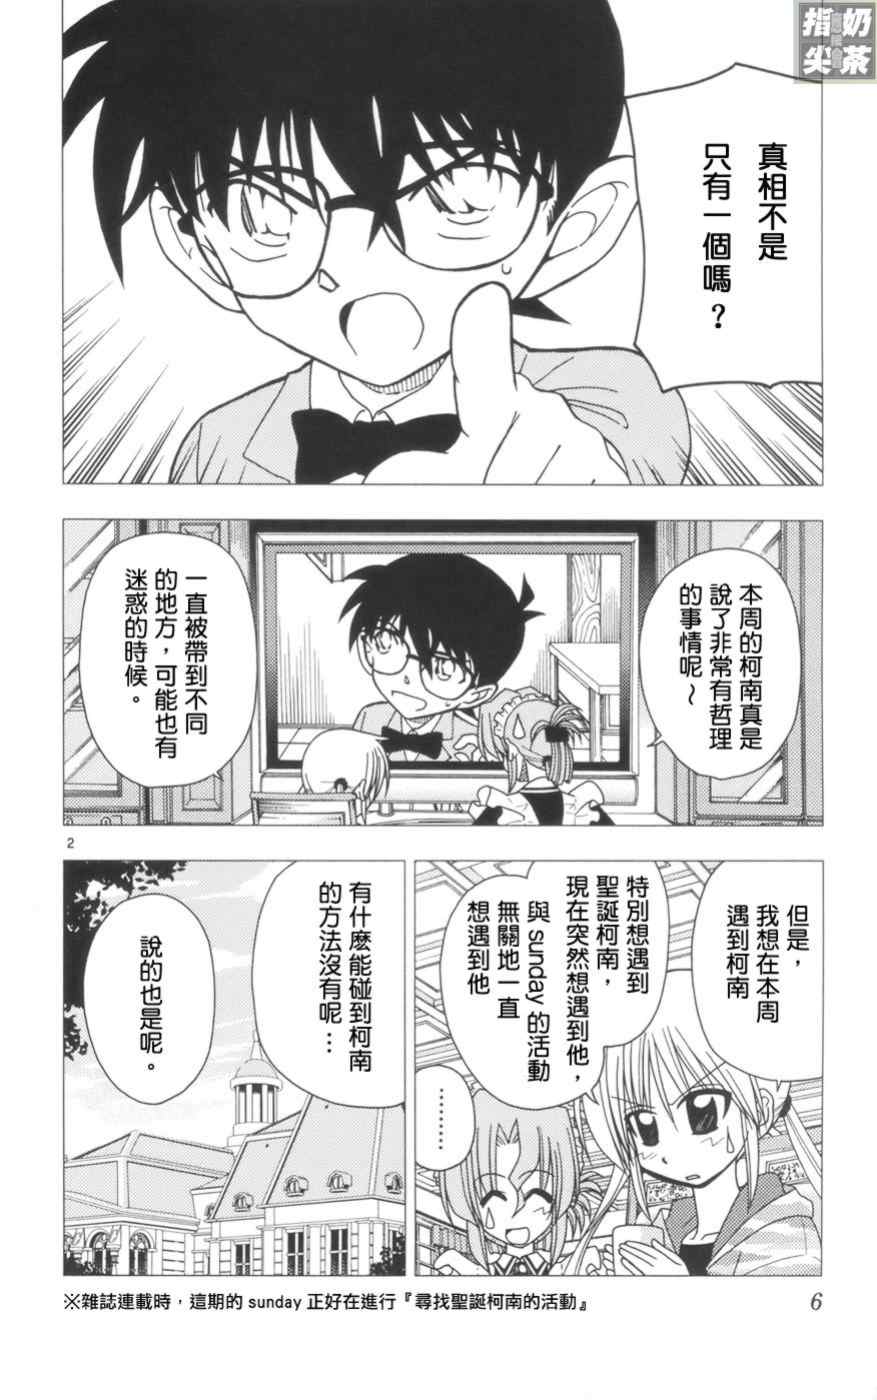 指奶
尖茶
真相不是
只有一個嗎？
本周的柯南真是
說了非常有哲理
的事情呢～
一直被帶到不同
的地方，可能也有
迷惑的時候。
2
但是，
我想在本周
遇到柯南
特別想遇到
聖誕柯南，
現在突然想遇到他，
與 sunday 的活動
無關地一直
想遇到他
………
有什麽能碰到柯南
的方法沒有呢…
說的也是呢。
※雜誌連載時，這期的 sunday 正好在進行『尋找聖誕柯南的活動』
6